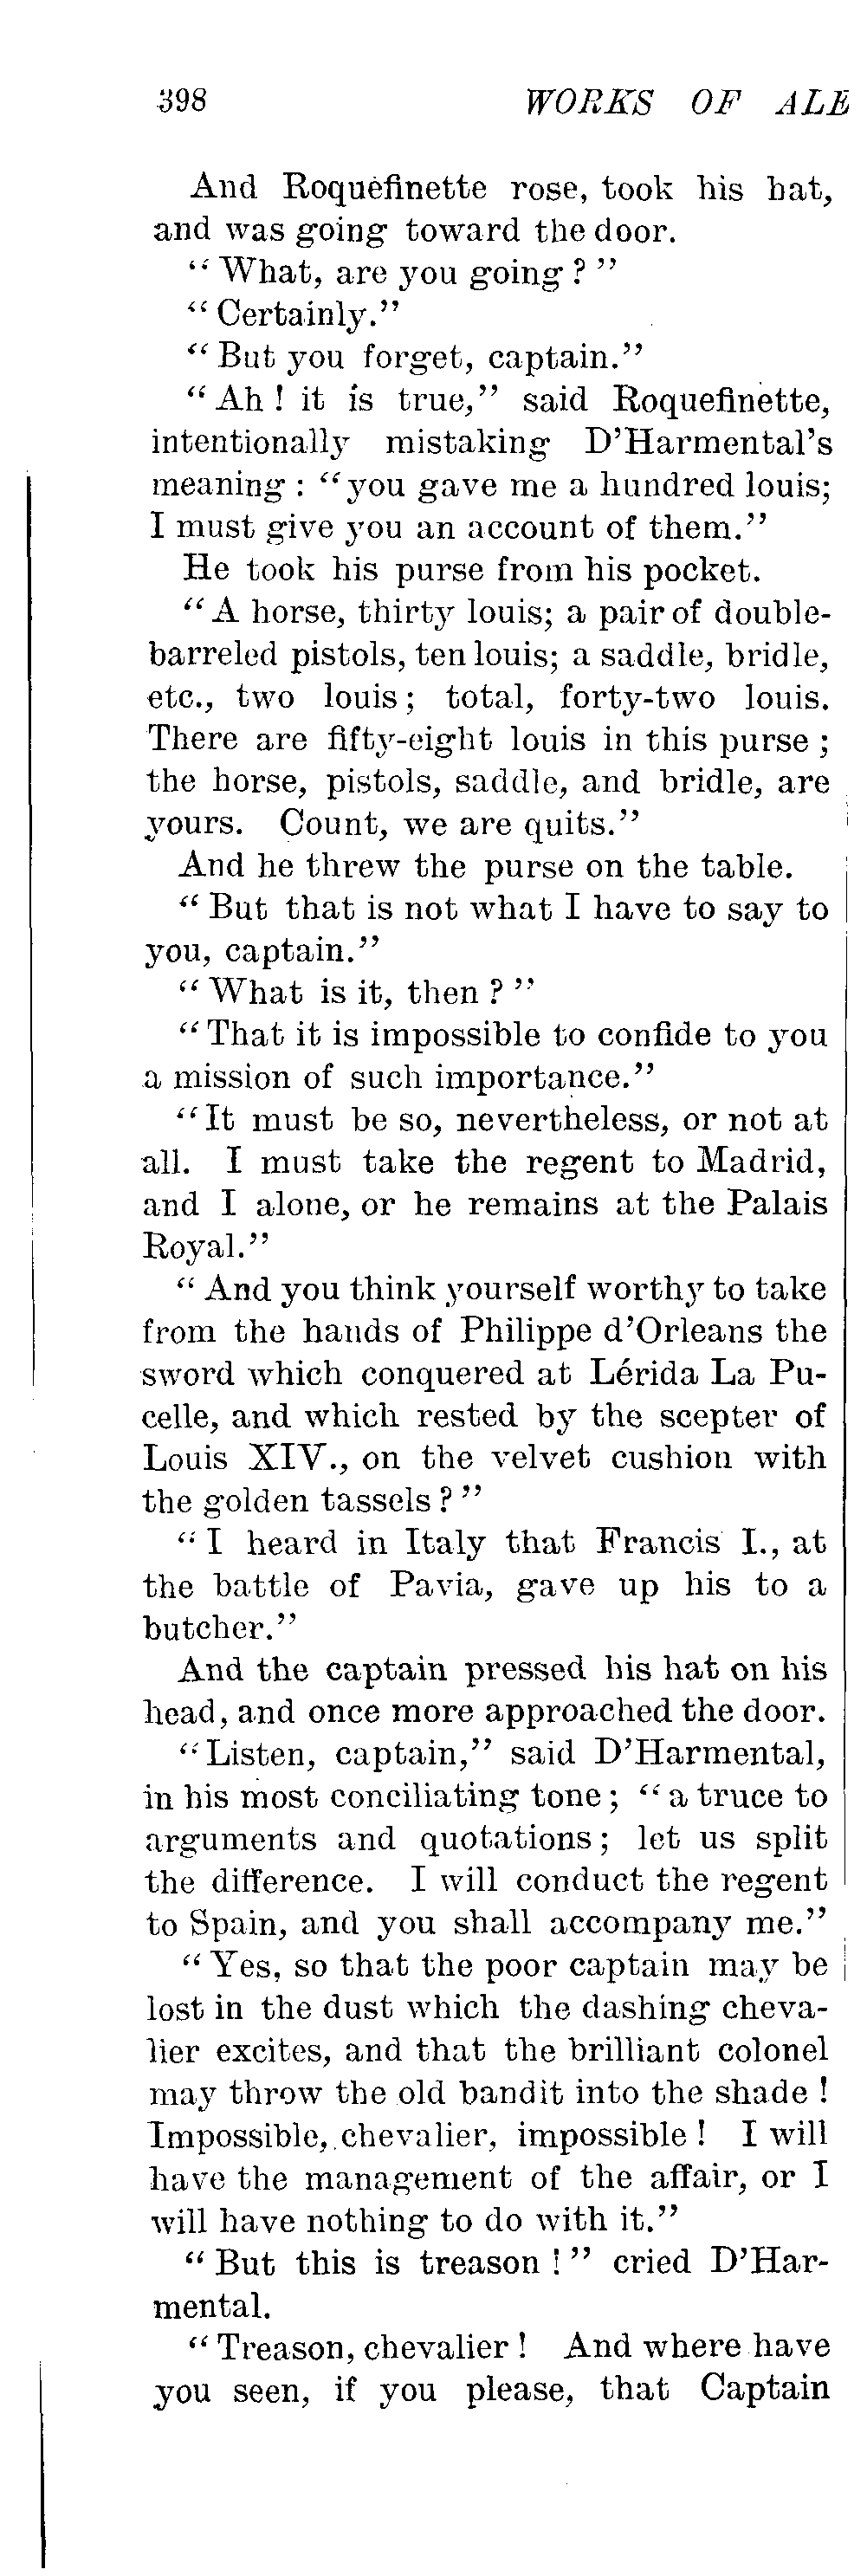 398 WORKS OF ALE
And Roquefinette rose, took his hat,
and was going toward the door.
"What, are you going?"
"Certainly."
"But you forget, captain."
"Ah! it is true," said Roquefinette,
intentionally mistaking D'Harmental's
meaning: "you gave me a hundred louis;
I must give you an account of them."
He took his purse from his pocket.
"A horse, thirty louis; a pair of double-
barreled pistols, ten louis; a saddle, bridle,
etc., two louis; total, forty-two louis.
There are fifty-eight louis in this purse;
the horse, pistols, saddle, and bridle, are
yours. Count, we are quits."
And he threw the purse on the table.
"But that is not what I have to say to
you, captain."
"What is it, then?"
"That it is impossible to confide to you
a mission of such importance."
"It must be so, nevertheless, or not at
all. I must take the regent to Madrid,
and I alone, or he remains at the Palais
Royal."
"And you think yourself worthy to take
from the hands of Philippe d'Orleans the
sword which conquered at Lérida La Pu-
celle, and which rested by the scepter of
Louis XIV., on the velvet cushion with
the golden tassels?"
"I heard in Italy that Francis I., at
the battle of Pavia, gave up his to a
butcher."
And the captain pressed his hat on his
head, and once more approached the door.
"Listen, captain," said D'Harmental,
in his most conciliating tone; "a truce to
arguments and quotations; let us split
the difference. I will conduct the regent
to Spain, and you shall accompany me."
"Yes, so that the poor captain may be
lost in the dust which the dashing cheva-
lier excites, and that the brilliant colonel
may throw the old bandit into the shade!
Impossible, chevalier, impossible! I will
have the management of the affair, or I
will have nothing to do with it."
"But this is treason!" cried D'Har-
mental.
"Treason, chevalier! And where have
you seen, if you please, that Captain